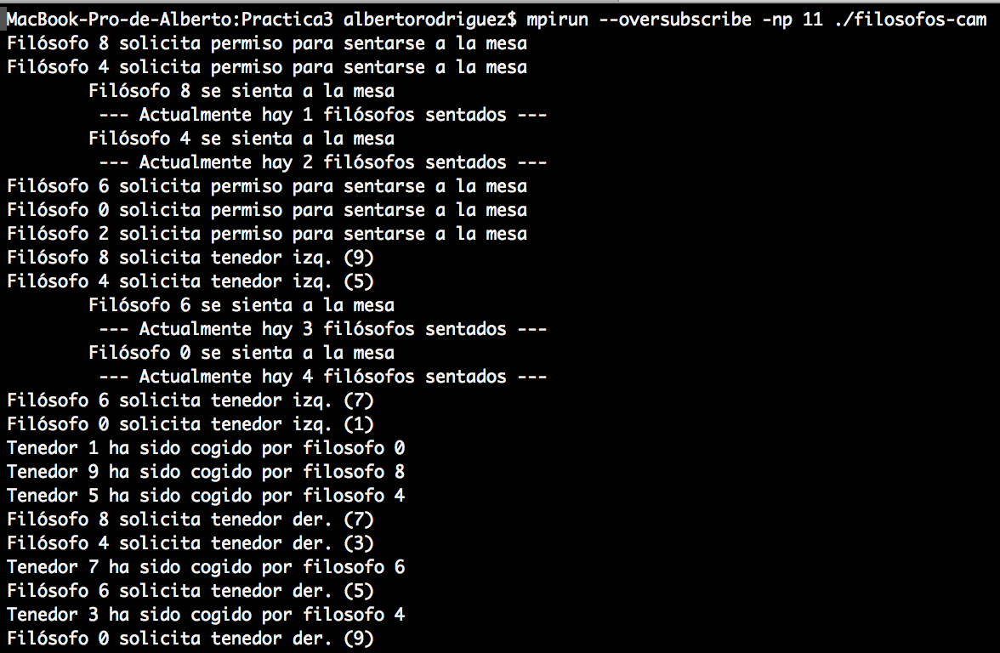 MacBook-Pro-de-Alberto:Practica3 albertorodriguez$ mpirun --oversubscribe -np 11 ./filosofos-cam
Filósofo 8 solicita permiso para sentarse a la mesa
Filósofo 4 solicita permiso para sentarse a la mesa
Filósofo 8 se sienta a la mesa
--- Actualmente hay 1 filósofos sentados ---
Filósofo 4 se sienta a la mesa
--- Actualmente hay 2 filósofos sentados ---
Filósofo 6 solicita permiso para sentarse a la mesa
Filósofo 0 solicita permiso para sentarse a la mesa
Filósofo 2 solicita permiso para sentarse a la mesa
Filósofo 8 solicita tenedor izq. (9)
Filósofo 4 solicita tenedor izq. (5)
Filósofo 6 se sienta a la mesa
--- Actualmente hay 3 filósofos sentados ---
Filósofo 0 se sienta a la mesa
--- Actualmente hay 4 filósofos sentados ---
Filósofo 6 solicita tenedor izq. (7)
Filósofo 0 solicita tenedor izq. (1)
Tenedor 1 ha sido cogido por filosofo 0
Tenedor 9 ha sido cogido por filosofo 8
Tenedor 5 ha sido cogido por filosofo 4
Filósofo 8 solicita tenedor der. (7)
Filósofo 4 solicita tenedor der. (3)
Tenedor 7 ha sido cogido por filosofo 6
Filósofo 6 solicita tenedor der. (5)
Tenedor 3 ha sido cogido por filosofo 4
Filósofo 0 solicita tenedor der. (9)